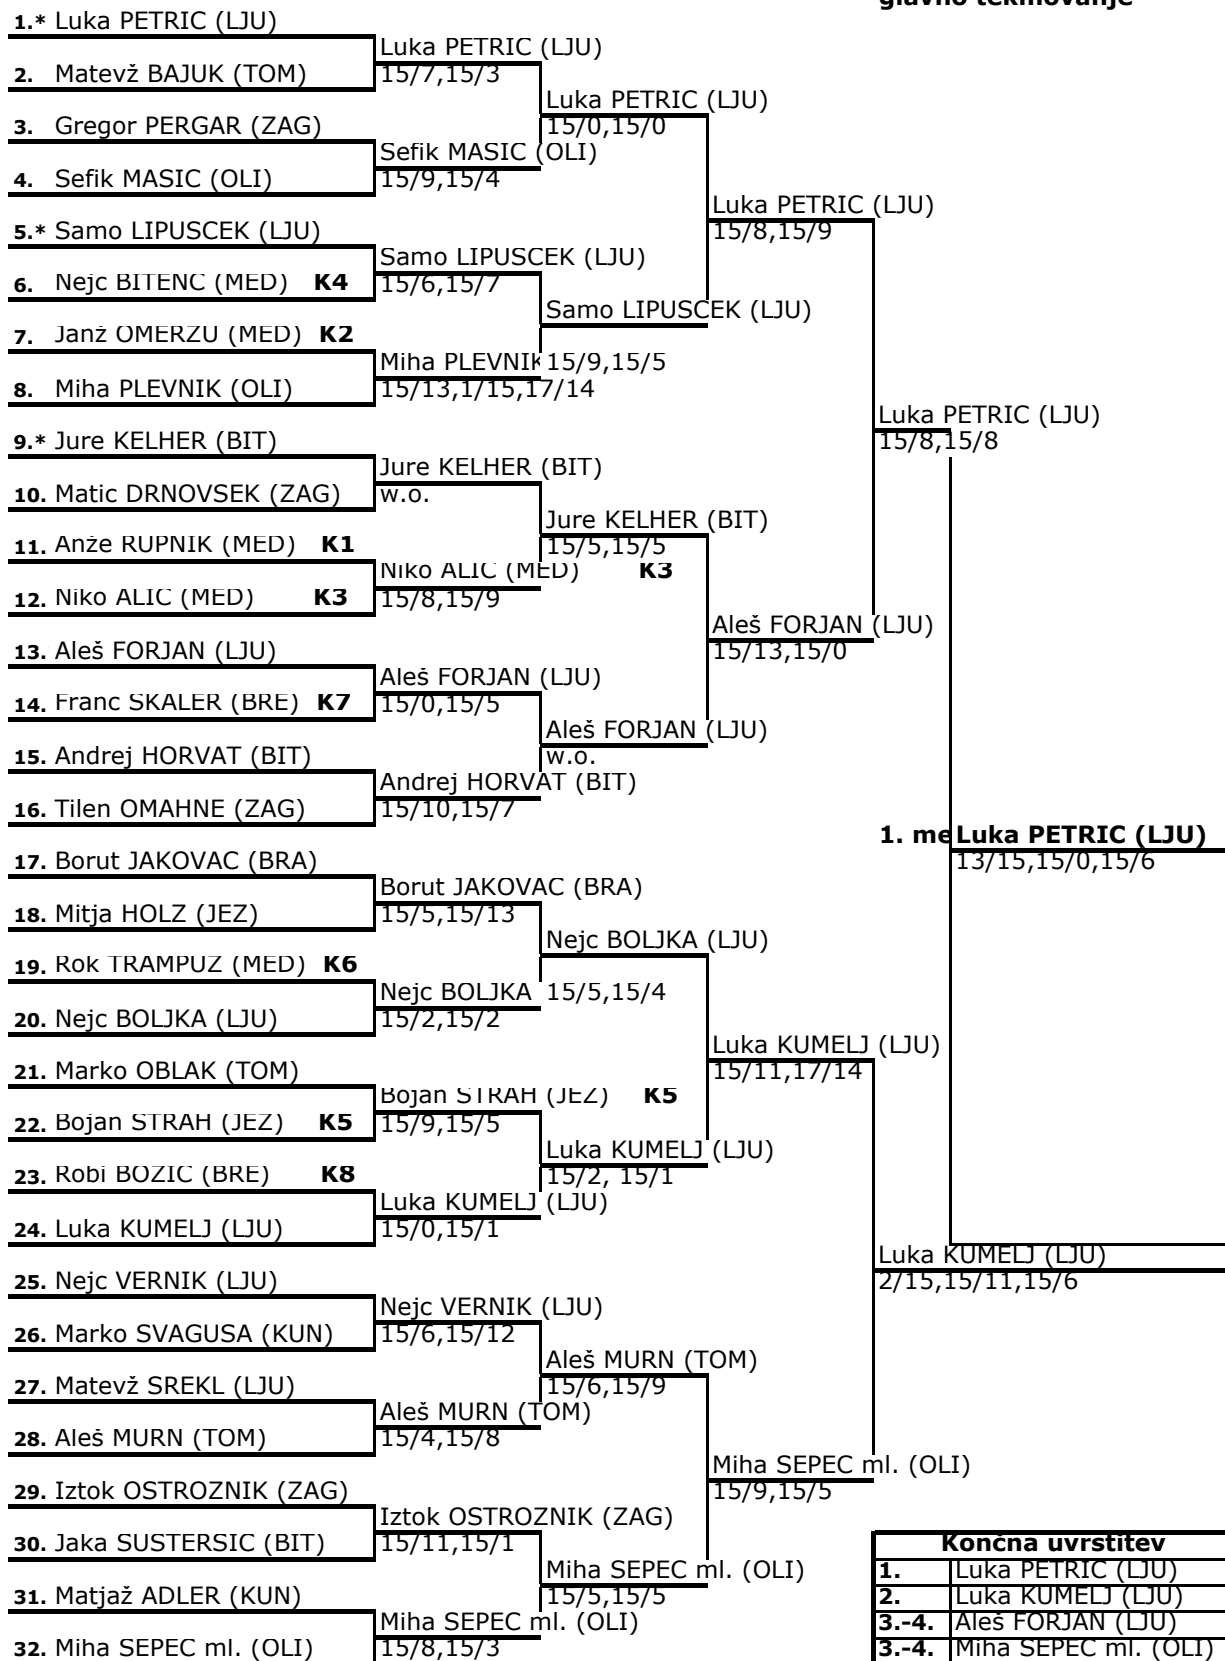 glavno tekmovanje
1.* Luka PETRIC (LJU)
Luka PETRIC (LJU)
2. Matevž BAJUK (TOM)
15/7,15/3
Luka PETRIC (LJU)
3. Gregor PERGAR (ZAG)
15/0,15/0
Sefik MASIC (OLI)
4. Sefik MASIC (OLI)
15/9,15/4
Luka PETRIC (LJU)
5.* Samo LIPUSCEK (LJU)
15/8,15/9
Samo LIPUSCEK (LJU)
6. Nejc BITENC (MED) K4
15/6,15/7
Samo LIPUSCEK (LJU)
7. Janž OMERZU (MED) K2
Miha PLEVNIK 15/9,15/5
8. Miha PLEVNIK (OLI)
15/13,1/15,17/14
Luka PETRIC (LJU)
9.* Jure KELHER (BIT)
15/8,15/8
Jure KELHER (BIT)
10. Matic DRNOVSEK (ZAG)
w.o.
Jure KELHER (BIT)
11. Anže RUPNIK (MED) K1
15/5,15/5
Niko ALIC (MED) K3
12. Niko ALIC (MED) K3
15/8,15/9
Aleš FORJAN (LJU)
13. Aleš FORJAN (LJU)
15/13,15/0
Aleš FORJAN (LJU)
14. Franc SKALER (BRE) K7
15/0,15/5
Aleš FORJAN (LJU)
15. Andrej HORVAT (BIT)
w.o.
Andrej HORVAT (BIT)
16. Tilen OMAHNE (ZAG)
15/10,15/7
1. me Luka PETRIC (LJU)
17. Borut JAKOVAC (BRA)
13/15,15/0,15/6
Borut JAKOVAC (BRA)
18. Mitja HOLZ (JEZ)
15/5,15/13
Nejc BOLJKA (LJU)
19. Rok TRAMPUZ (MED) K6
Nejc BOLJKA 15/5,15/4
20. Nejc BOLJKA (LJU)
15/2,15/2
Luka KUMELJ (LJU)
21. Marko OBLAK (TOM)
15/11,17/14
Bojan STRAH (JEZ) K5
22. Bojan STRAH (JEZ) K5
15/9,15/5
Luka KUMELJ (LJU)
23. Robi BOZIC (BRE) K8
15/2, 15/1
Luka KUMELJ (LJU)
24. Luka KUMELJ (LJU)
15/0,15/1
Luka KUMELJ (LJU)
25. Nejc VERNIK (LJU)
2/15,15/11,15/6
Nejc VERNIK (LJU)
26. Marko SVAGUSA (KUN)
15/6,15/12
Aleš MURN (TOM)
27. Matevž SREKL (LJU)
15/6,15/9
Aleš MURN (TOM)
28. Aleš MURN (TOM)
15/4,15/8
Miha SEPEC ml. (OLI)
29. Iztok OSTROZNIK (ZAG)
15/9,15/5
Iztok OSTROZNIK (ZAG)
30. Jaka SUSTERSIC (BIT)
15/11,15/1
Miha SEPEC ml. (OLI)
31. Matjaž ADLER (KUN)
15/5,15/5
Miha SEPEC ml. (OLI)
32. Miha SEPEC ml. (OLI)
15/8,15/3
Končna uvrstitev
1. Luka PETRIC (LJU)
2. Luka KUMELJ (LJU)
3.-4. Aleš FORJAN (LJU)
3.-4. Miha SEPEC ml. (OLI)